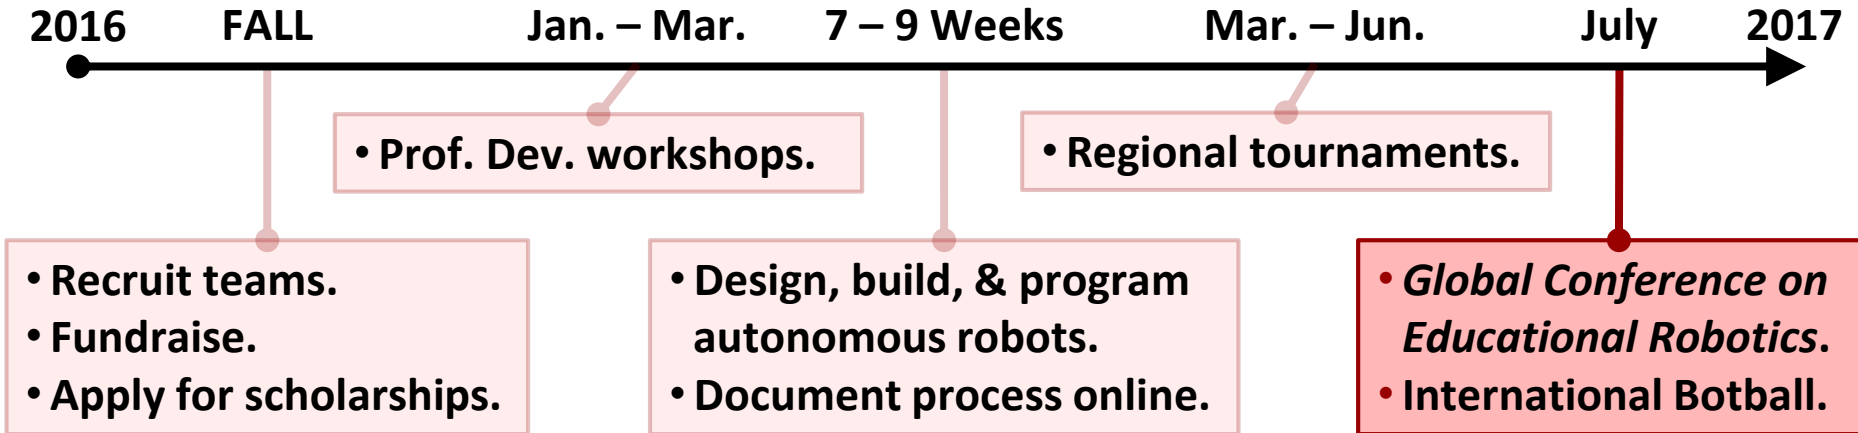 2016 FALL Jan. – Mar. 7 – 9 Weeks Mar. – Jun. July 2017
• Prof. Dev. workshops.
• Regional tournaments.
• Recruit teams.
• Fundraise.
• Apply for scholarships.
• Design, build, & program
autonomous robots.
• Document process online.
• Global Conference on
Educational Robotics.
• International Botball.